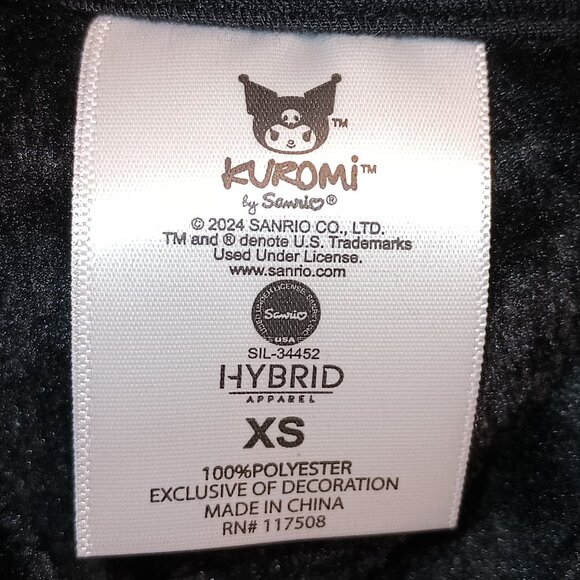 KUROMi™
by Sanrio®
© 2024 SANRIO CO., LTD.
TM and ® denote U.S. Trademarks
Used Under License.
www.sanrio.com
Sanrio
USA
SIL-34452
HYBRID
APPAREL
XS
100%POLYESTER
EXCLUSIVE OF DECORATION
MADE IN CHINA
RN# 117508